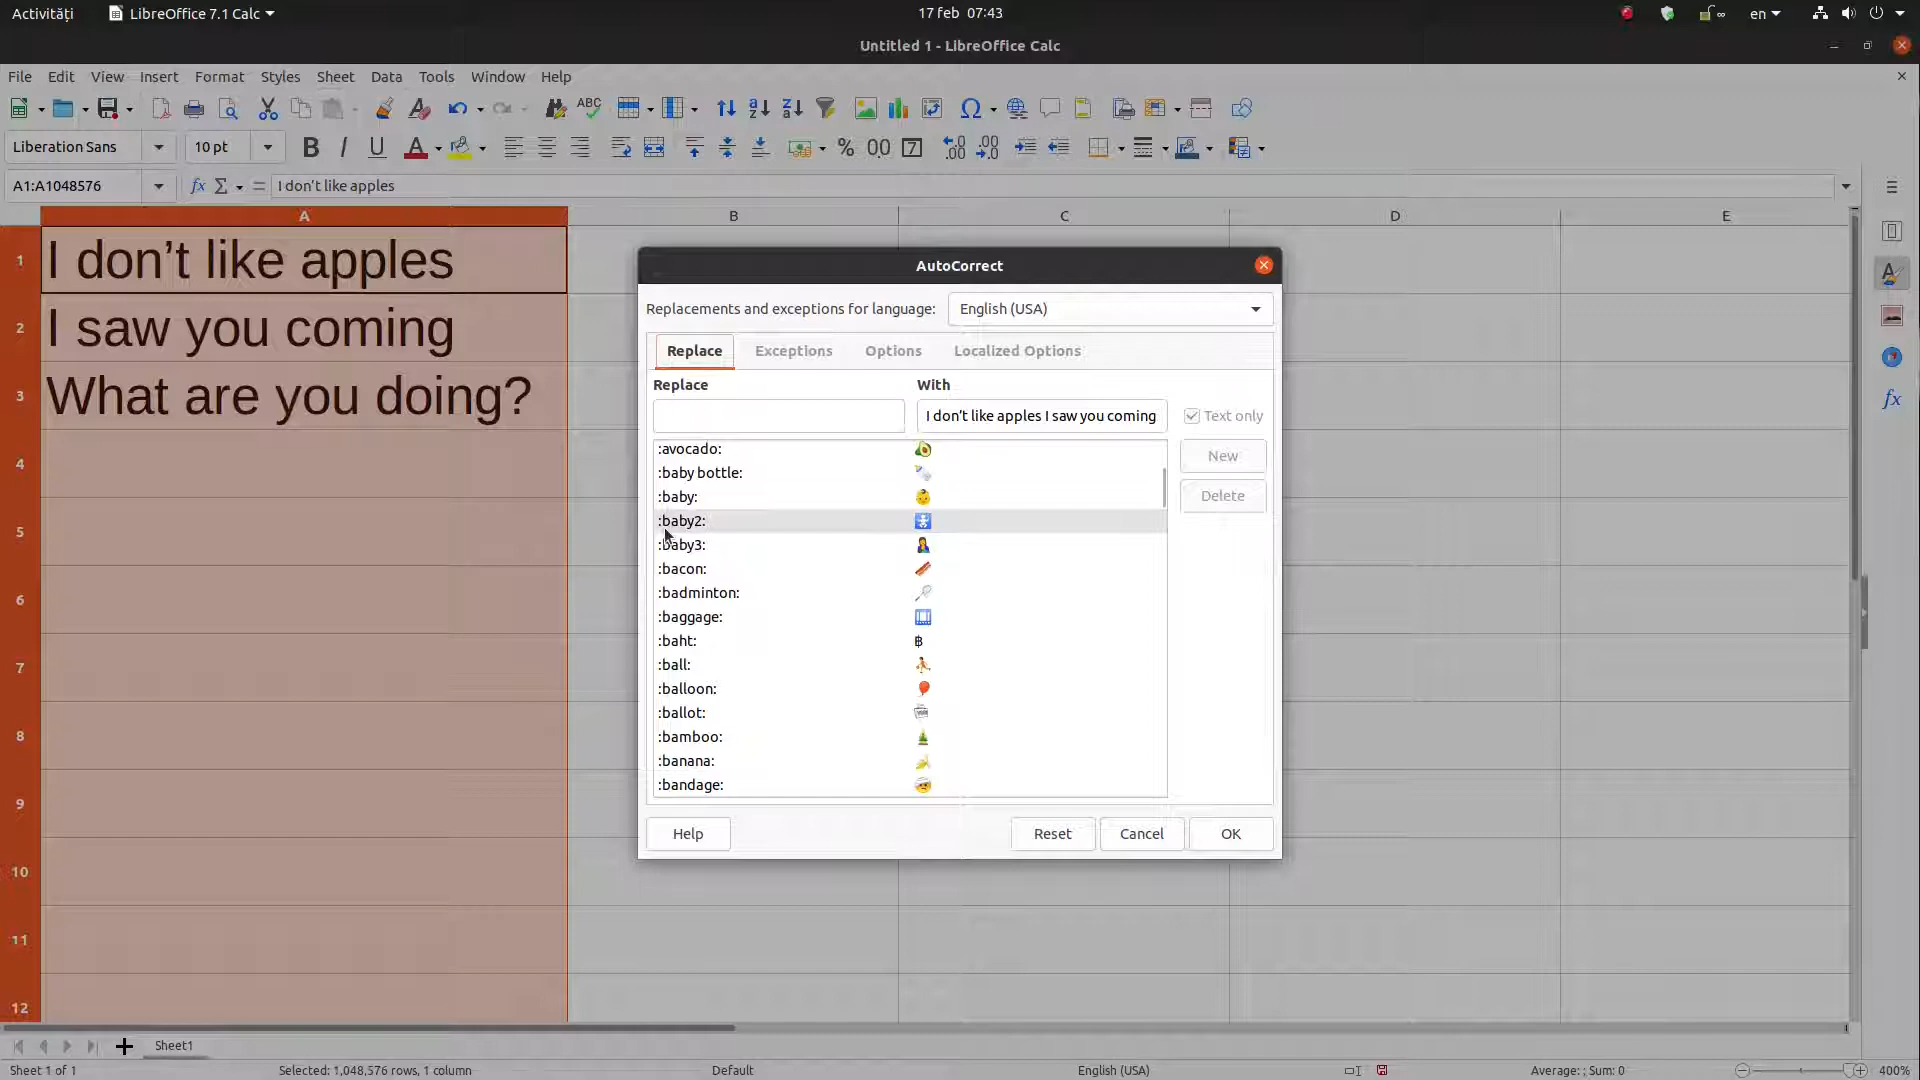 Activități LibreOffice 7.1 Calc 17 feb 07:43 en
Untitled 1 - LibreOffice Calc
File Edit View Insert Format Styles Sheet Data Tools Window Help
Liberation Sans 10 pt
A1:A1048576 I don't like apples
A B C D E
1 I don’t like apples
2 I saw you coming
3 What are you doing?
4
5
6
7
8
9
10
11
12
AutoCorrect
Replacements and exceptions for language: English (USA)
Replace Exceptions Options Localized Options
Replace With
I don’t like apples I saw you coming Text only
:avocado:
:baby bottle:
:baby:
:baby2:
:baby3:
:bacon:
:badminton:
:baggage:
:baht: ฿
:ball:
:balloon:
:ballot:
:bamboo:
:banana:
:bandage:
New
Delete
Help Reset Cancel OK
Sheet1
Sheet 1 of 1 Selected: 1,048,576 rows, 1 column Default English (USA) Average: ; Sum: 0 400%